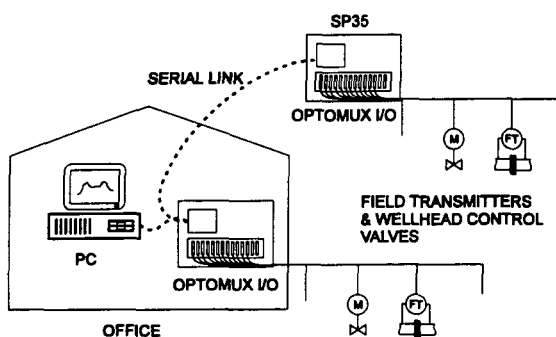 SP35
SERIAL LINK
OPTOMUX I/O
M
FT
FIELD TRANSMITTERS
& WELLHEAD CONTROL
VALVES
PC
OPTOMUX I/O
M
FT
OFFICE